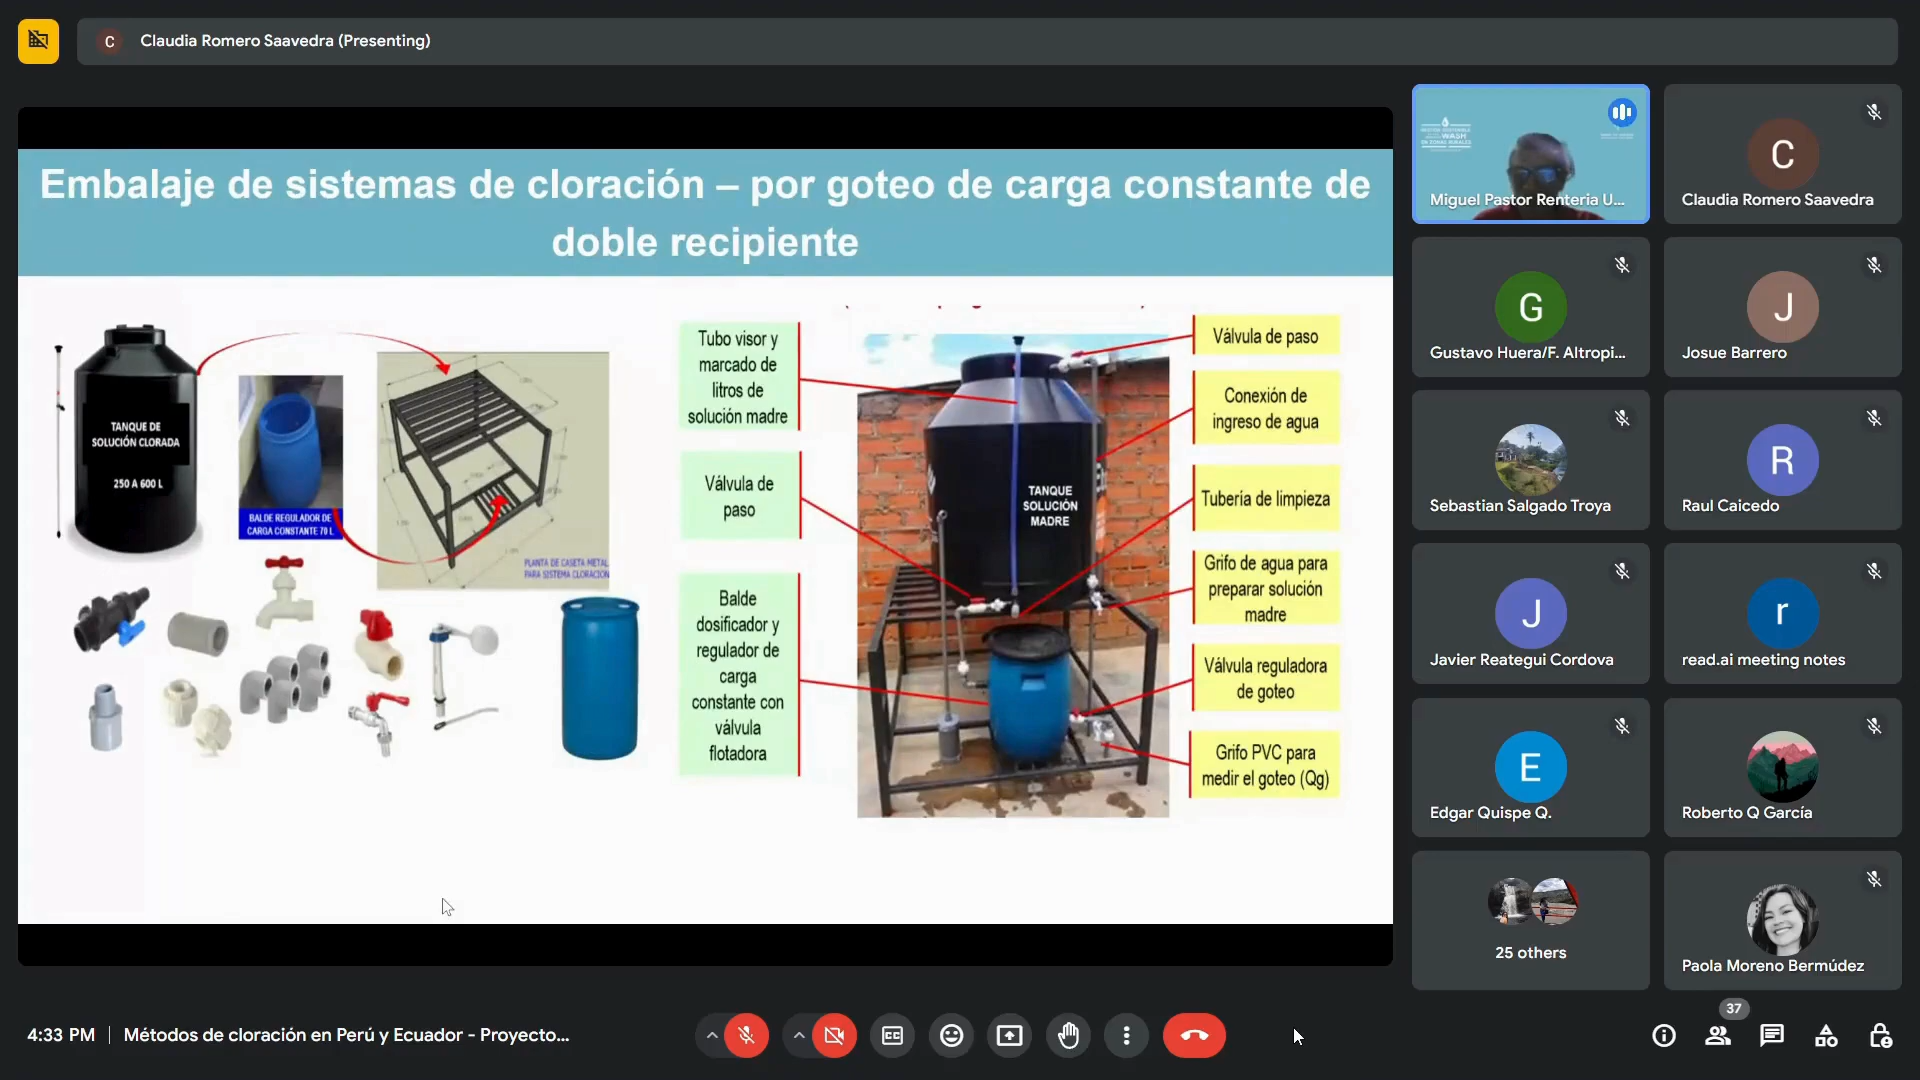 Claudia Romero Saavedra (Presenting)
Embalaje de sistemas de cloración – por goteo de carga constante de
doble recipiente
TANQUE DE
SOLUCIÓN CLORADA
250 A 600 L
BALDE REGULADOR DE
CARGA CONSTANTE 70 L
PLANTA DE CASETA METAL
PARA SISTEMA CLORACIÓN
Tubo visor y
marcado de
litros de
solución madre
Válvula de
paso
Balde
dosificador y
regulador de
carga
constante con
válvula
flotadora
TANQUE
SOLUCIÓN
MADRE
Válvula de paso
Conexión de
ingreso de agua
Tubería de limpieza
Grifo de agua para
preparar solución
madre
Válvula reguladora
de goteo
Grifo PVC para
medir el goteo (Qg)
WASH
EN ZONAS RURALES
Miguel Pastor Renteria U...
C
Claudia Romero Saavedra
G
Gustavo Huera/F. Altropi...
J
Josue Barrero
Sebastian Salgado Troya
R
Raul Caicedo
J
Javier Reategui Cordova
r
read.ai meeting notes
E
Edgar Quispe Q.
Roberto Q García
25 others
Paola Moreno Bermúdez
4:33 PM
Métodos de cloración en Perú y Ecuador - Proyecto...
37